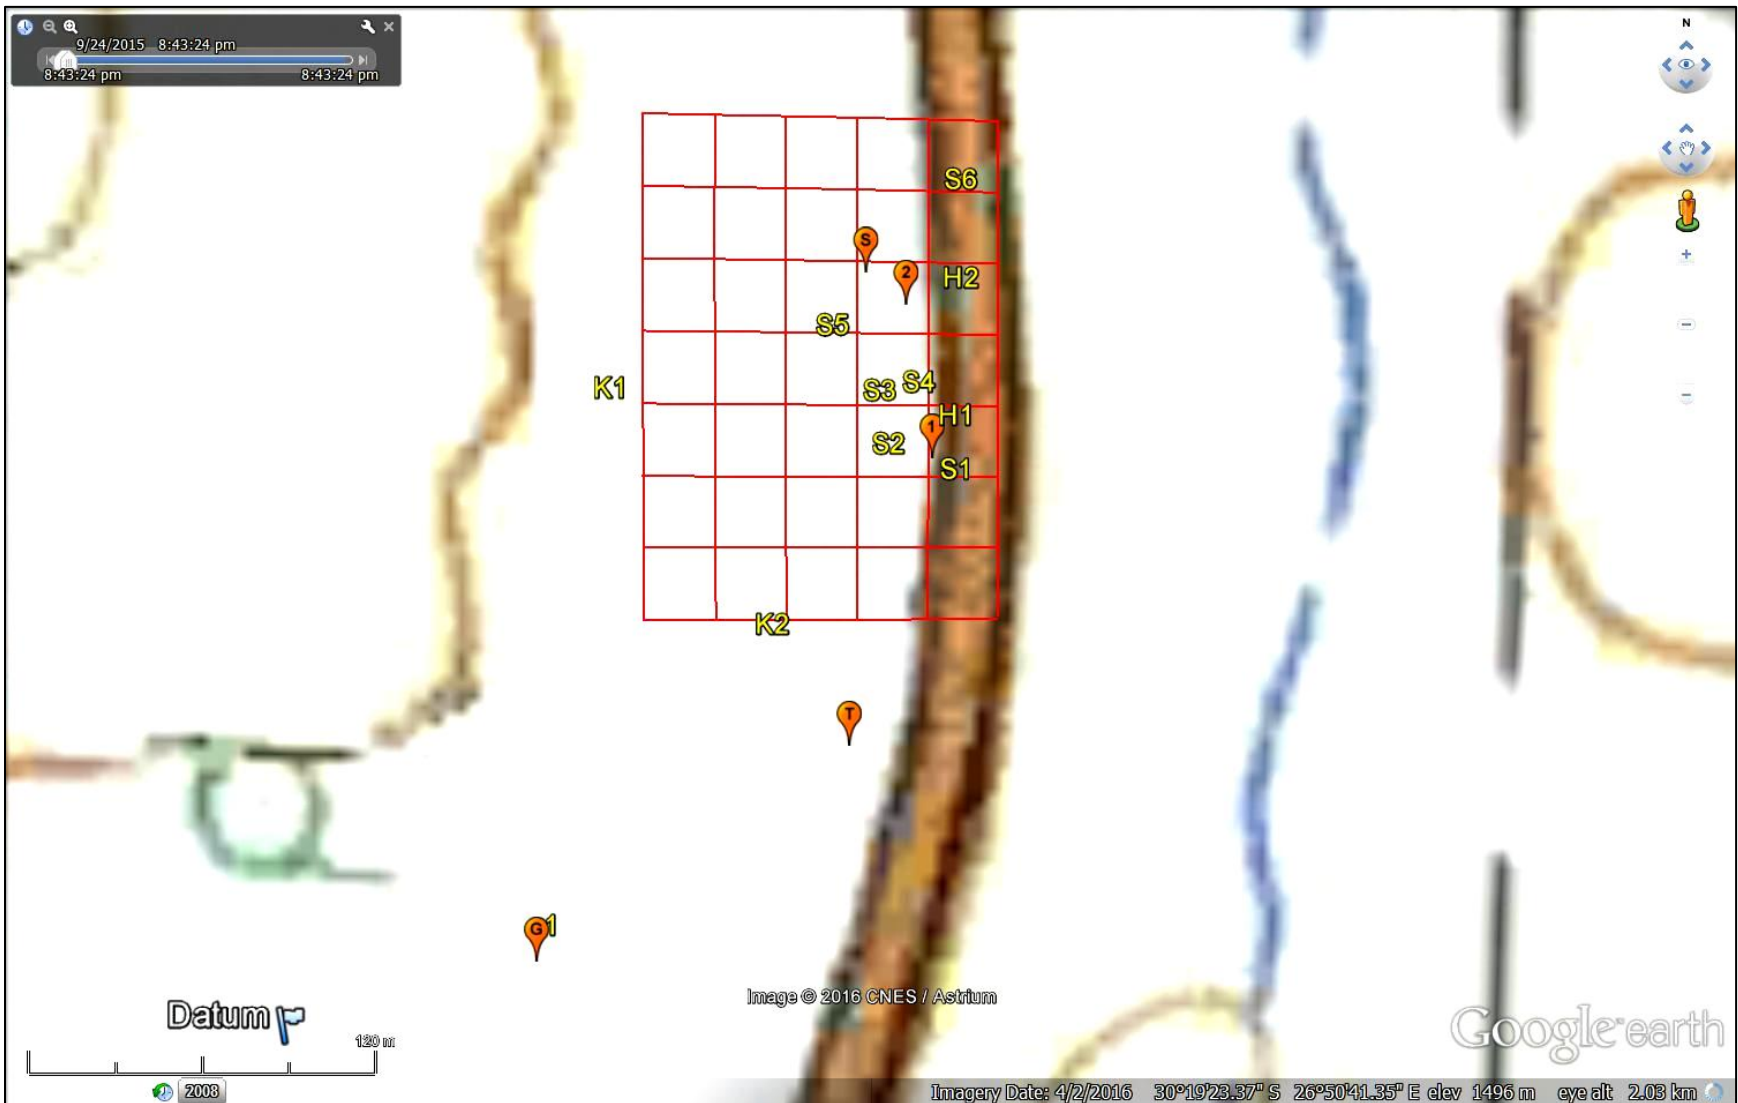 9/24/2015 8:43:24 pm
8:43:24 pm 8:43:24 pm
N
S6
S
2
H2
S5
K1
S3 S4
H1
1
S2
S1
K2
T
G 1
Image © 2016 CNES / Astrium
Datum
Google earth
120 m
2008
Imagery Date: 4/2/2016 30°19'23.37" S 26°50'41.35" E elev 1496 m eye alt 2.03 km